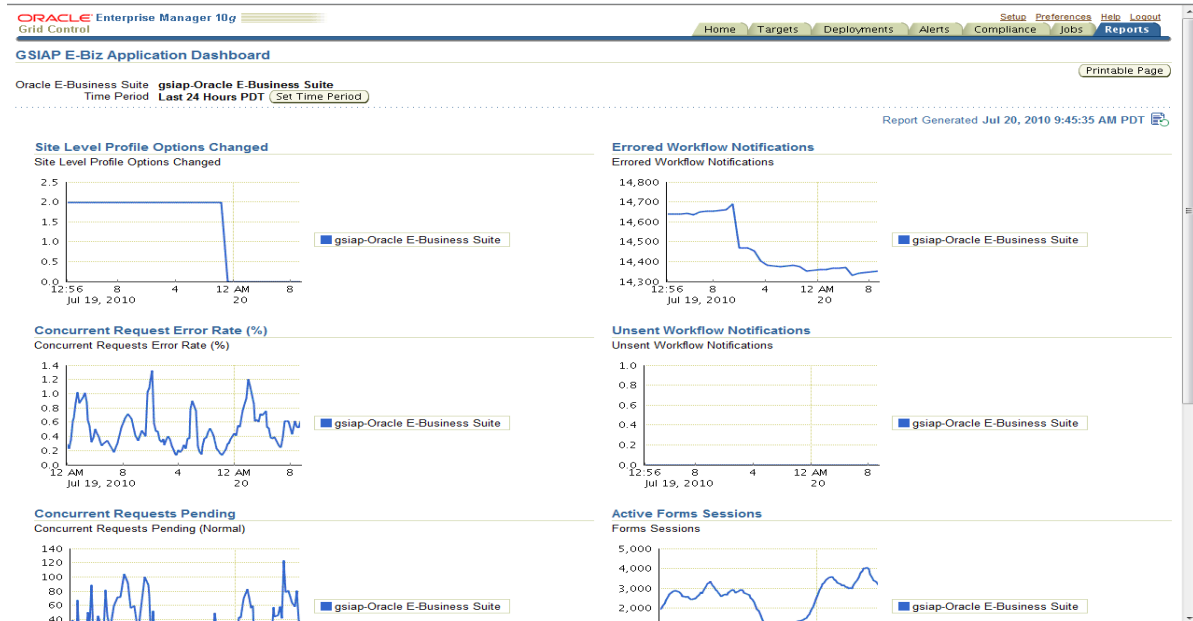 ORACLE Enterprise Manager 10g
Grid Control
Setup Preferences Help Logout
Home Targets Deployments Alerts Compliance Jobs Reports
GSIAP E-Biz Application Dashboard
Printable Page
Oracle E-Business Suite gsiap-Oracle E-Business Suite
Time Period Last 24 Hours PDT Set Time Period
Report Generated Jul 20, 2010 9:45:35 AM PDT
Site Level Profile Options Changed
Site Level Profile Options Changed
2.5
2.0
1.5
1.0
0.5
0.0
12:56 8 4 12 AM 8
Jul 19, 2010 20
gsiap-Oracle E-Business Suite
Errored Workflow Notifications
Errored Workflow Notifications
14,800
14,700
14,600
14,500
14,400
14,300
12:56 8 4 12 AM 8
Jul 19, 2010 20
gsiap-Oracle E-Business Suite
Concurrent Request Error Rate (%)
Concurrent Requests Error Rate (%)
1.4
1.2
1.0
0.8
0.6
0.4
0.2
0.0
12 AM 8 4 12 AM 8
Jul 19, 2010 20
gsiap-Oracle E-Business Suite
Unsent Workflow Notifications
Unsent Workflow Notifications
1.0
0.8
0.6
0.4
0.2
0.0
12:56 8 4 12 AM 8
Jul 19, 2010 20
gsiap-Oracle E-Business Suite
Concurrent Requests Pending
Concurrent Requests Pending (Normal)
140
120
100
80
60
40
gsiap-Oracle E-Business Suite
Active Forms Sessions
Forms Sessions
5,000
4,000
3,000
2,000
gsiap-Oracle E-Business Suite